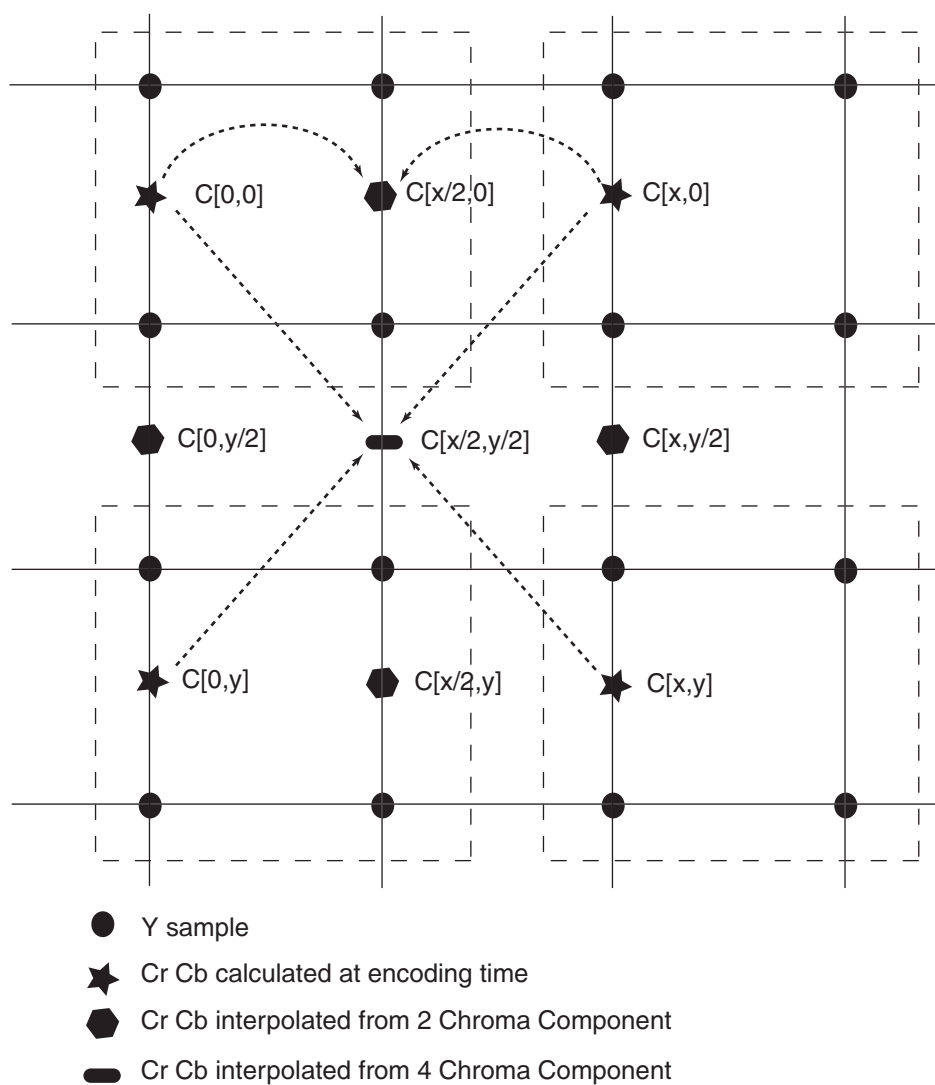 C[0,0]
C[x/2,0]
C[x,0]
C[0,y/2]
C[x/2,y/2]
C[x,y/2]
C[0,y]
C[x/2,y]
C[x,y]
Y sample
Cr Cb calculated at encoding time
Cr Cb interpolated from 2 Chroma Component
Cr Cb interpolated from 4 Chroma Component